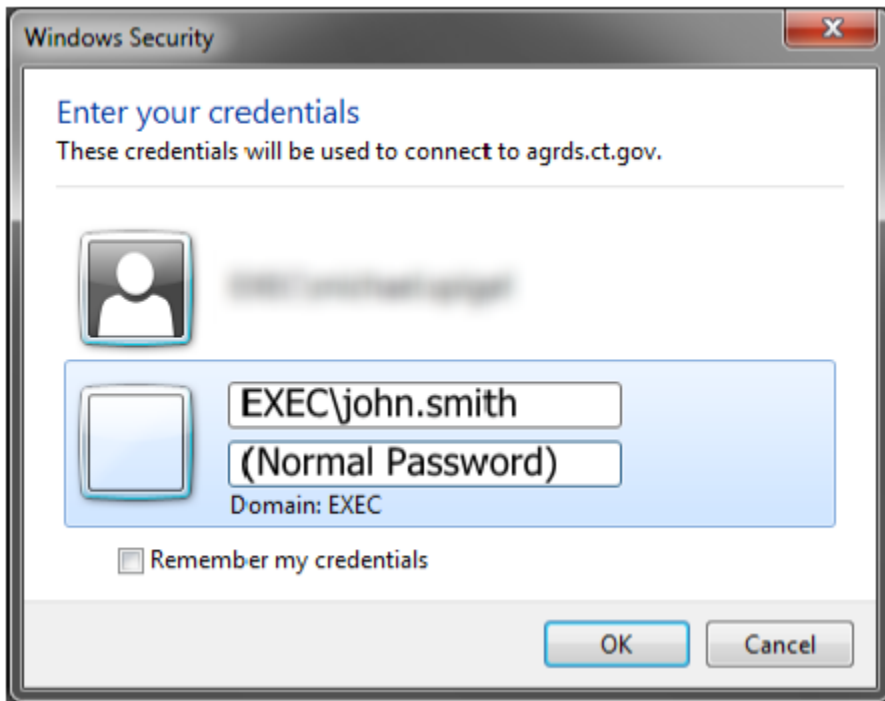 Windows Security
Enter your credentials
These credentials will be used to connect to agrds.ct.gov.
EXEC\john.smith
(Normal Password)
Domain: EXEC
Remember my credentials
OK
Cancel